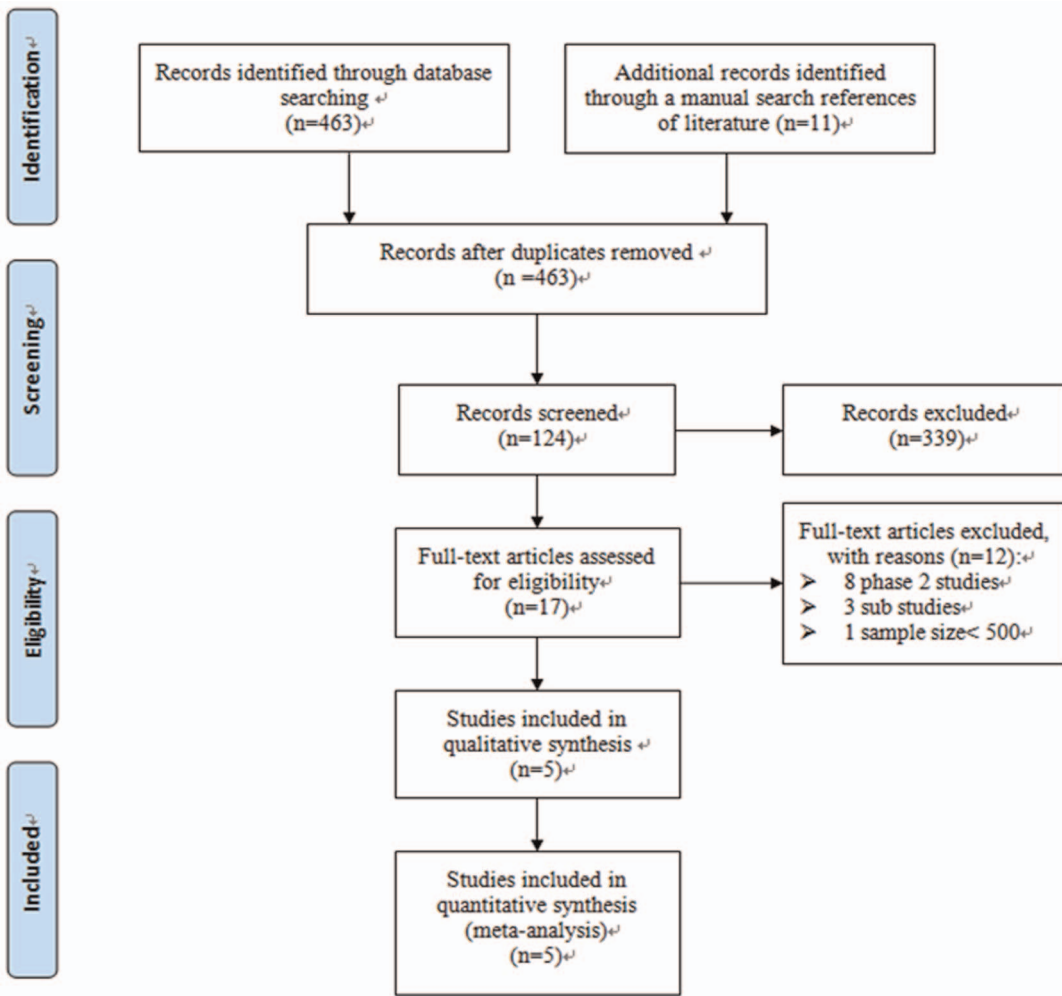 Identification↵
Records identified through database
searching ↵
(n=463)↵
Additional records identified
through a manual search references
of literature (n=11)↵
Records after duplicates removed ↵
(n =463)↵
Screening↵
Records screened↵
(n=124)↵
Records excluded↵
(n=339)↵
Eligibility↵
Full-text articles assessed
for eligibility↵
(n=17)↵
Full-text articles excluded,
with reasons (n=12):↵
➢ 8 phase 2 studies↵
➢ 3 sub studies↵
➢ 1 sample size< 500↵
Studies included in
qualitative synthesis ↵
(n=5)↵
Included↵
Studies included in
quantitative synthesis
(meta-analysis)↵
(n=5)↵